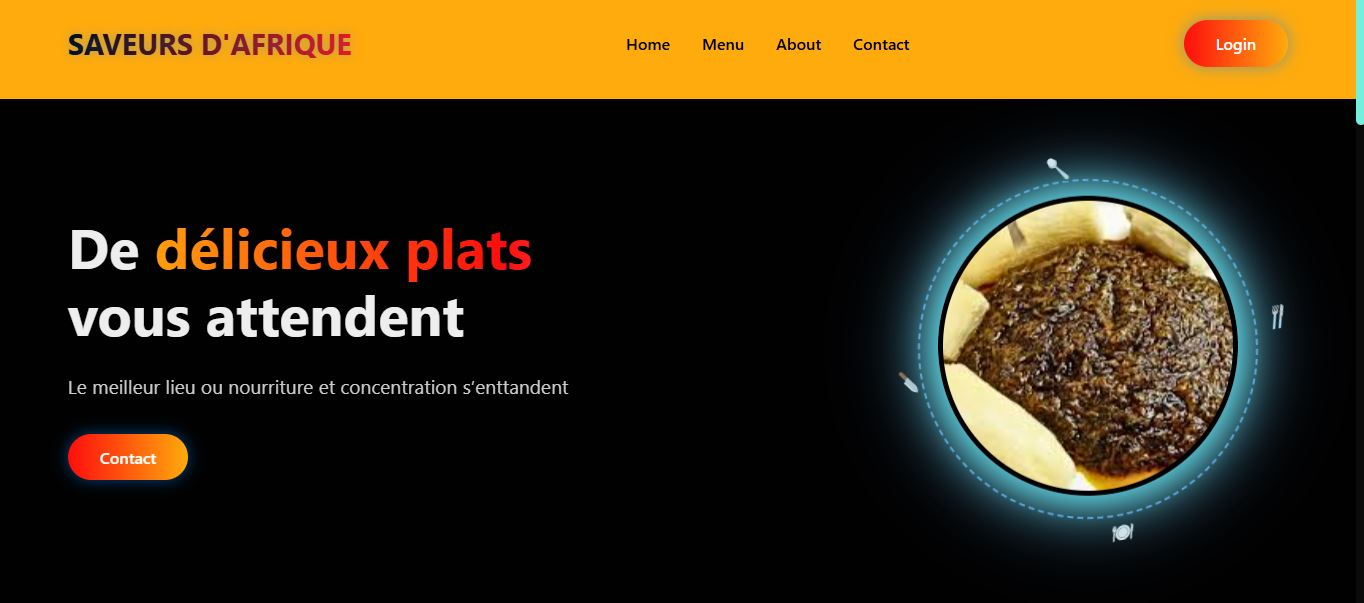 SAVEURS D'AFRIQUE
Home
Menu
About
Contact
Login
De délicieux plats
vous attendent
Le meilleur lieu ou nourriture et concentration s’enttandent
Contact